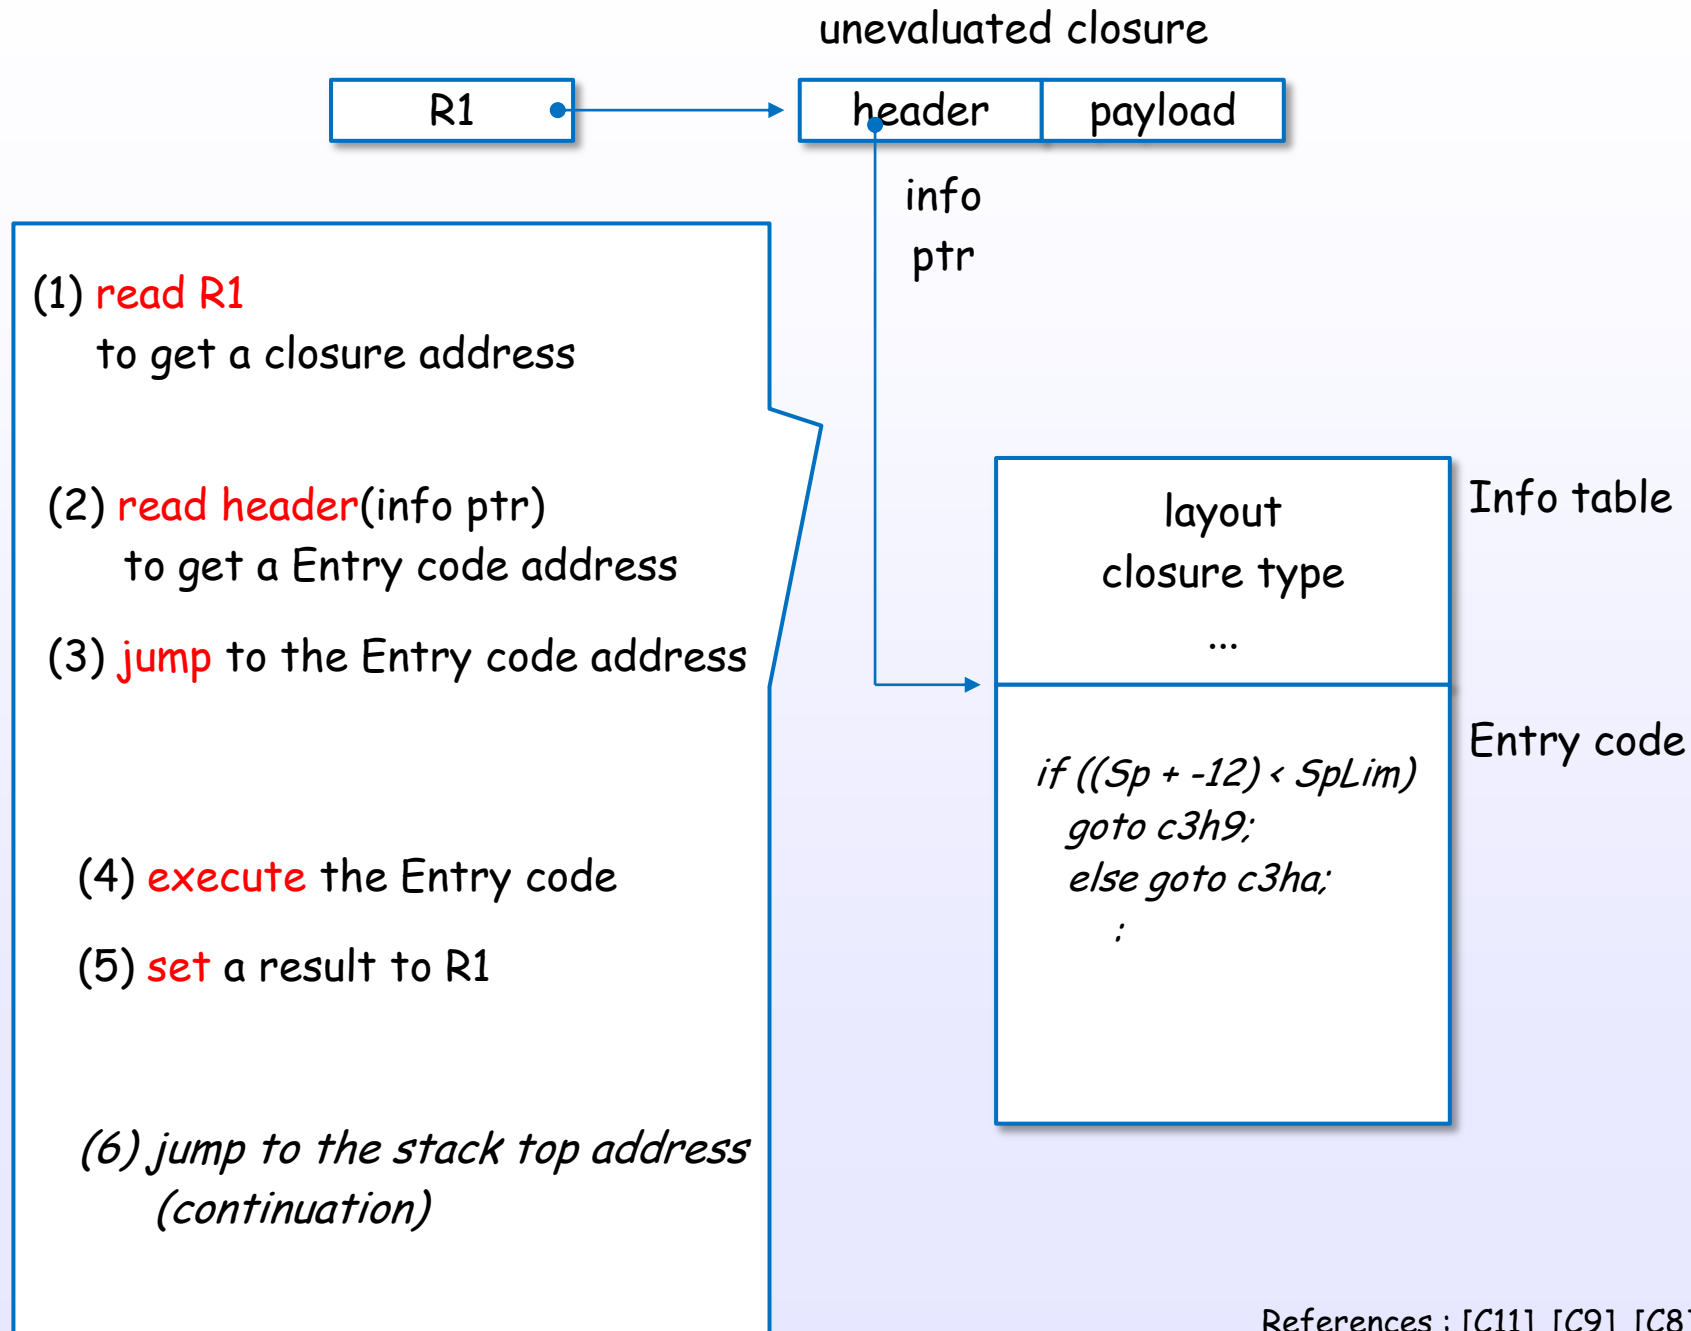 unevaluated closure
R1
header
payload
info
ptr
(1) read R1
to get a closure address
(2) read header(info ptr)
to get a Entry code address
(3) jump to the Entry code address
(4) execute the Entry code
(5) set a result to R1
(6) jump to the stack top address
(continuation)
layout
closure type
...
Info table
if ((Sp + -12) < SpLim)
goto c3h9;
else goto c3ha;
:
Entry code
References : [C11], [C9], [C8]